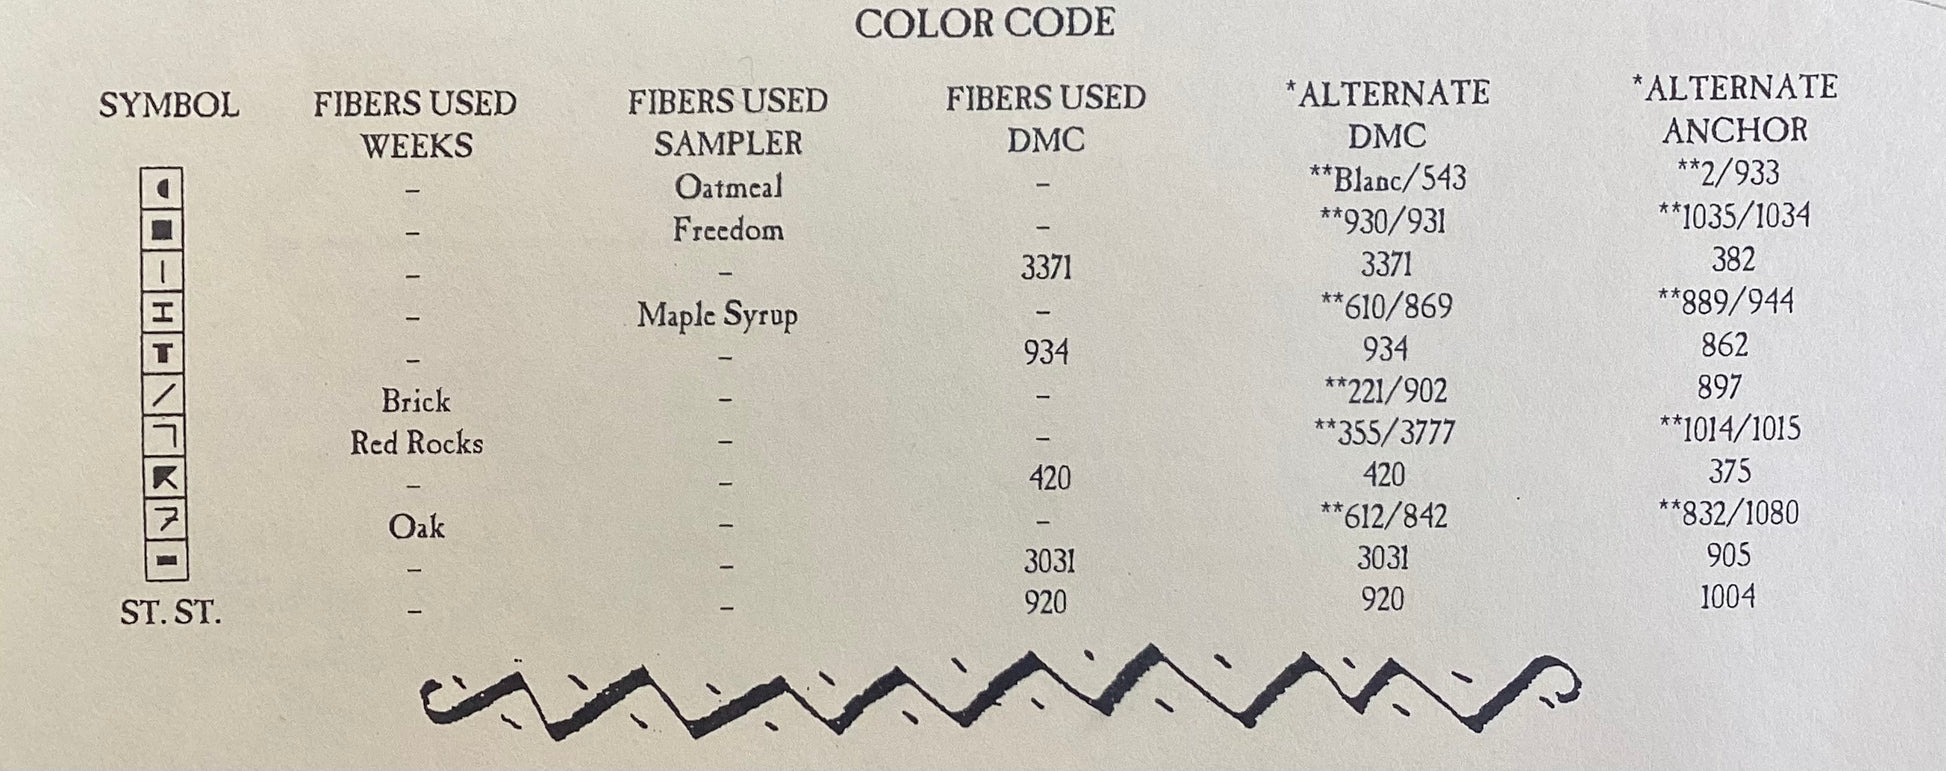 COLOR CODE
SYMBOL FIBERS USED WEEKS FIBERS USED SAMPLER FIBERS USED DMC *ALTERNATE DMC *ALTERNATE ANCHOR
– Oatmeal – **Blanc/543 **2/933
– Freedom – **930/931 **1035/1034
– – 3371 3371 382
– Maple Syrup – **610/869 **889/944
– – 934 934 862
Brick – – **221/902 897
Red Rocks – – **355/3777 **1014/1015
– – 420 420 375
Oak – – **612/842 **832/1080
– – 3031 3031 905
ST. ST. – – 920 920 1004